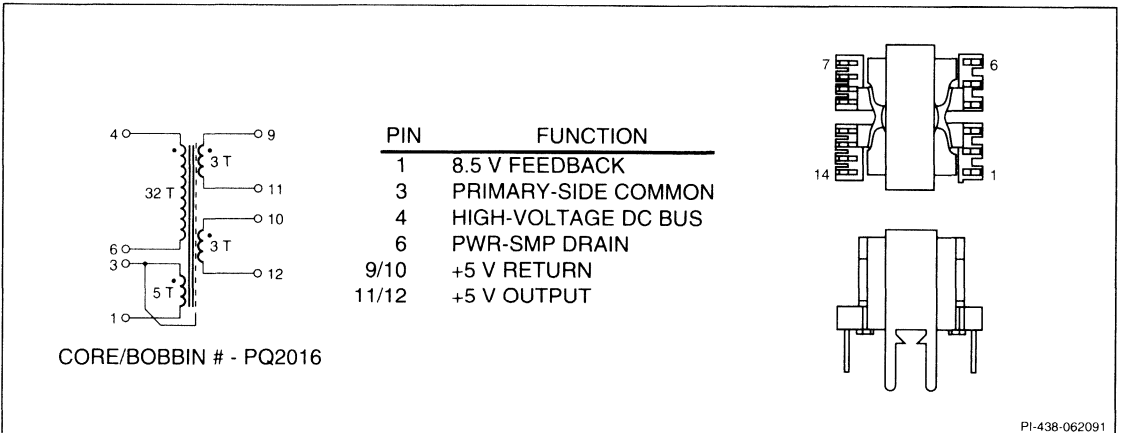 4
9
3 T
32 T
11
10
6
3 T
3
12
5 T
1
CORE/BOBBIN # - PQ2016
PIN FUNCTION
1 8.5 V FEEDBACK
3 PRIMARY-SIDE COMMON
4 HIGH-VOLTAGE DC BUS
6 PWR-SMP DRAIN
9/10 +5 V RETURN
11/12 +5 V OUTPUT
7
6
14
1
PI-438-062091